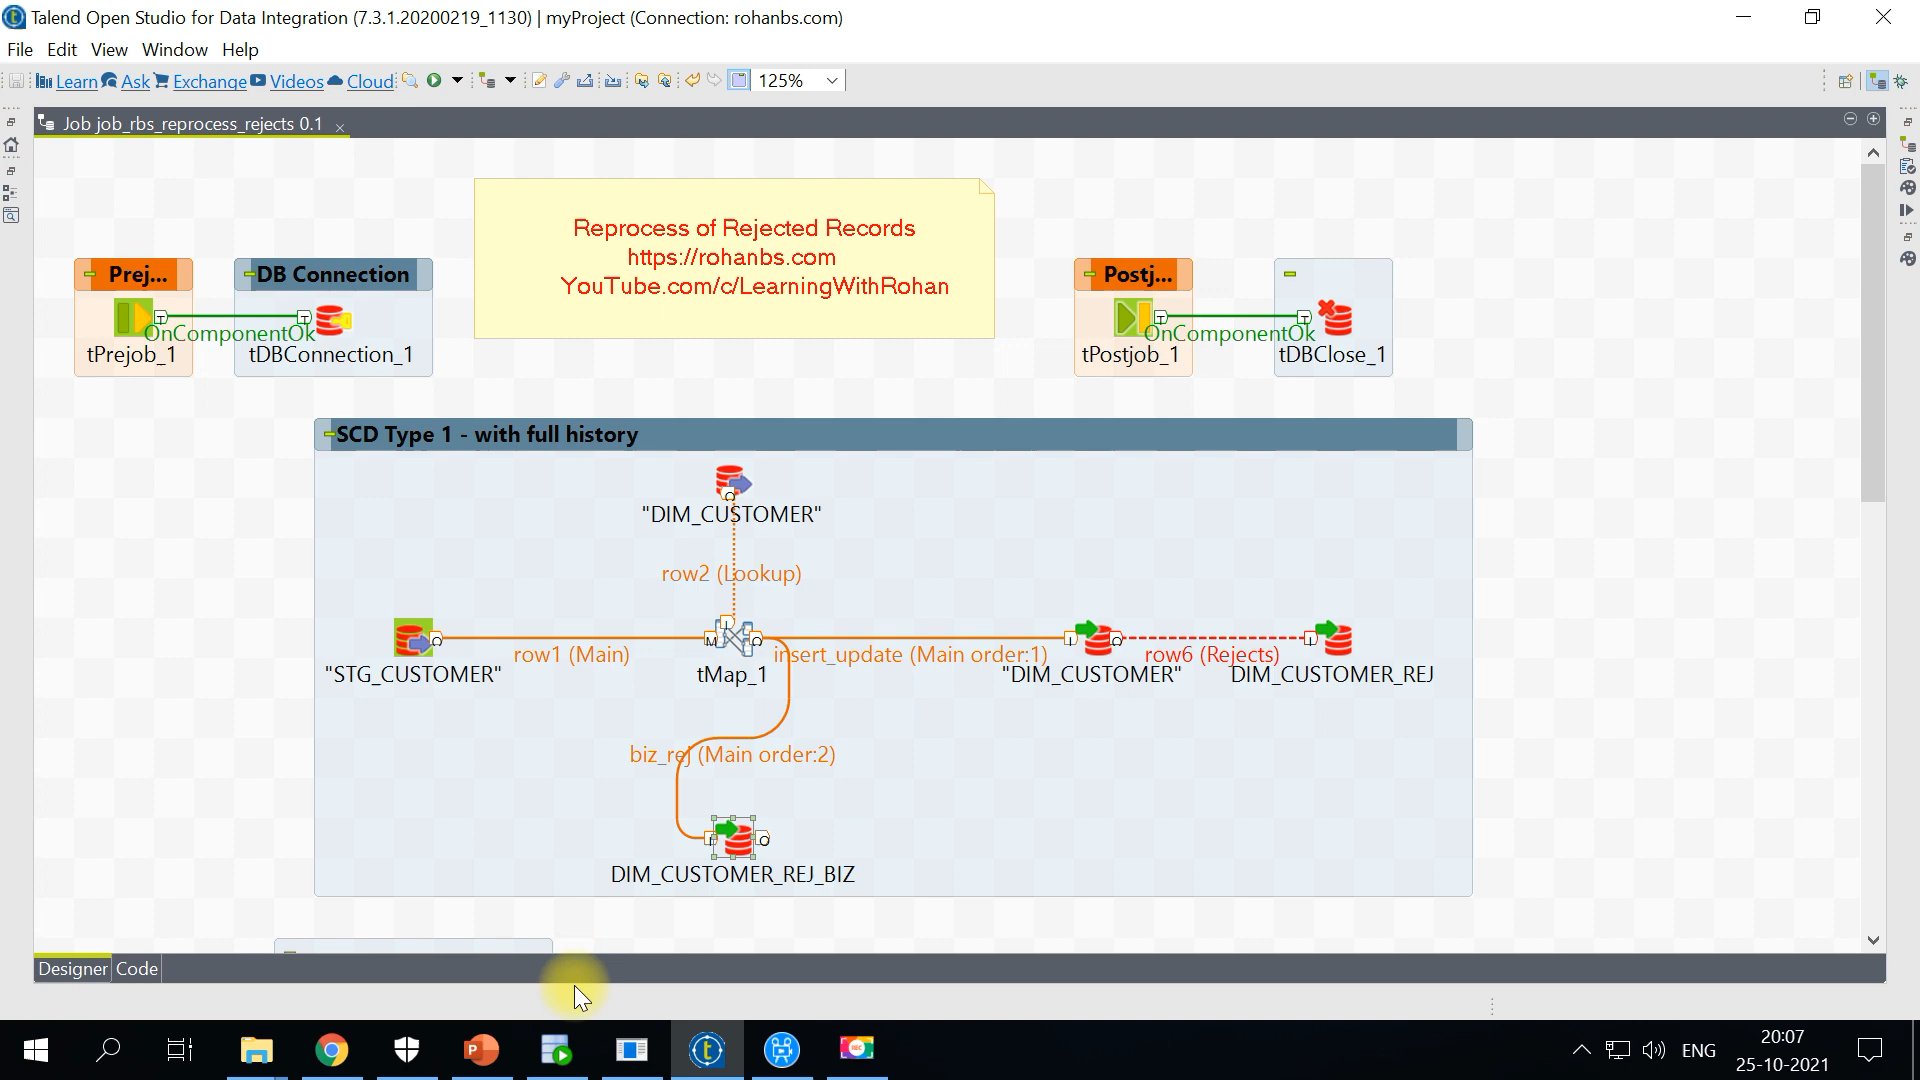 Talend Open Studio for Data Integration (7.3.1.20200219_1130) | myProject (Connection: rohanbs.com)
File Edit View Window Help
Learn Ask Exchange Videos Cloud 125%
Job job_rbs_reprocess_rejects 0.1
Reprocess of Rejected Records
https://rohanbs.com
YouTube.com/c/LearningWithRohan
Prej... DB Connection Postj...
OnComponentOk OnComponentOk
tPrejob_1 tDBConnection_1 tPostjob_1 tDBClose_1
SCD Type 1 - with full history
"DIM_CUSTOMER"
row2 (Lookup)
row1 (Main) insert_update (Main order:1) row6 (Rejects)
"STG_CUSTOMER" tMap_1 "DIM_CUSTOMER" DIM_CUSTOMER_REJ
biz_rej (Main order:2)
DIM_CUSTOMER_REJ_BIZ
Designer Code
20:07
ENG
25-10-2021